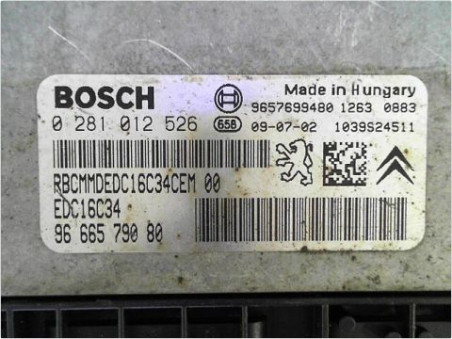 BOSCH
Made in Hungary
9657699480 1263 0883
0 281 012 526 658 09-07-02 1039S24511
RBCMMDEDC16C34CEM 00
EDC16C34
96 665 790 80